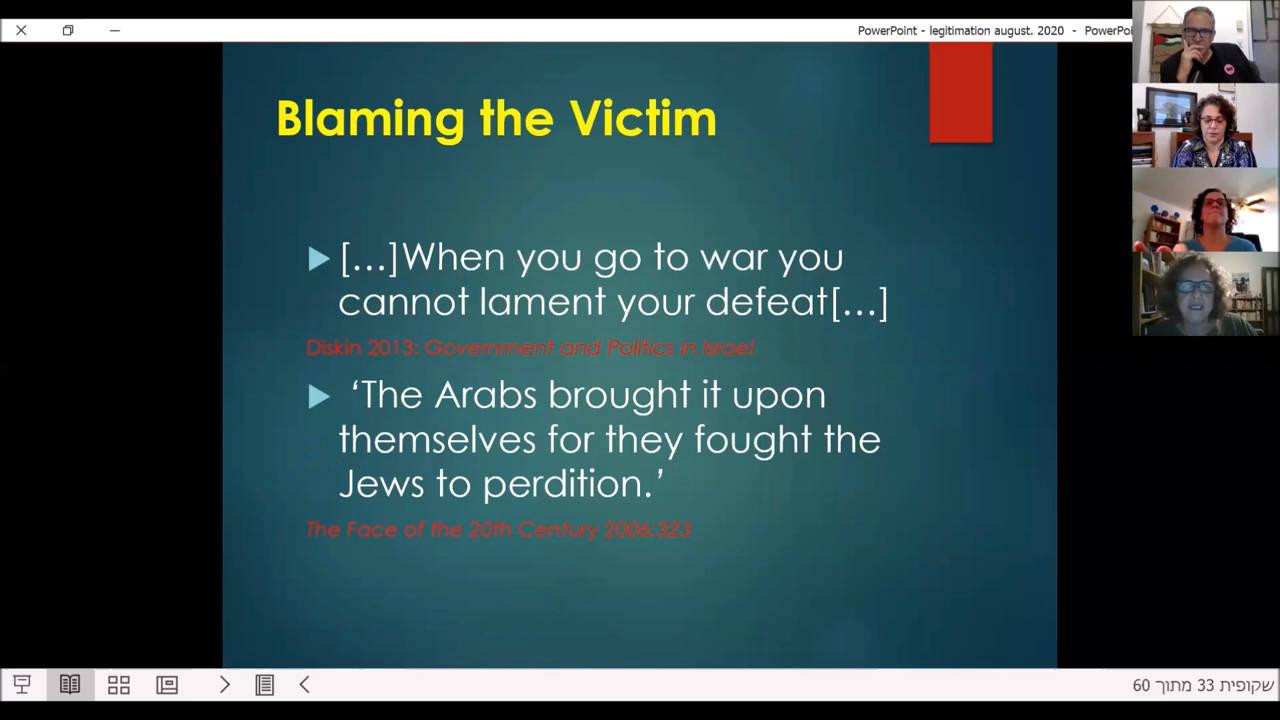 PowerPoint - legitimation august. 2020 - PowerPoi
Blaming the Victim
[…]When you go to war you
cannot lament your defeat[…]
Diskin 2013: Government and Politics in Israel
‘The Arabs brought it upon
themselves for they fought the
Jews to perdition.’
The Face of the 20th Century 2006:323
שקופית 33 מתוך 60